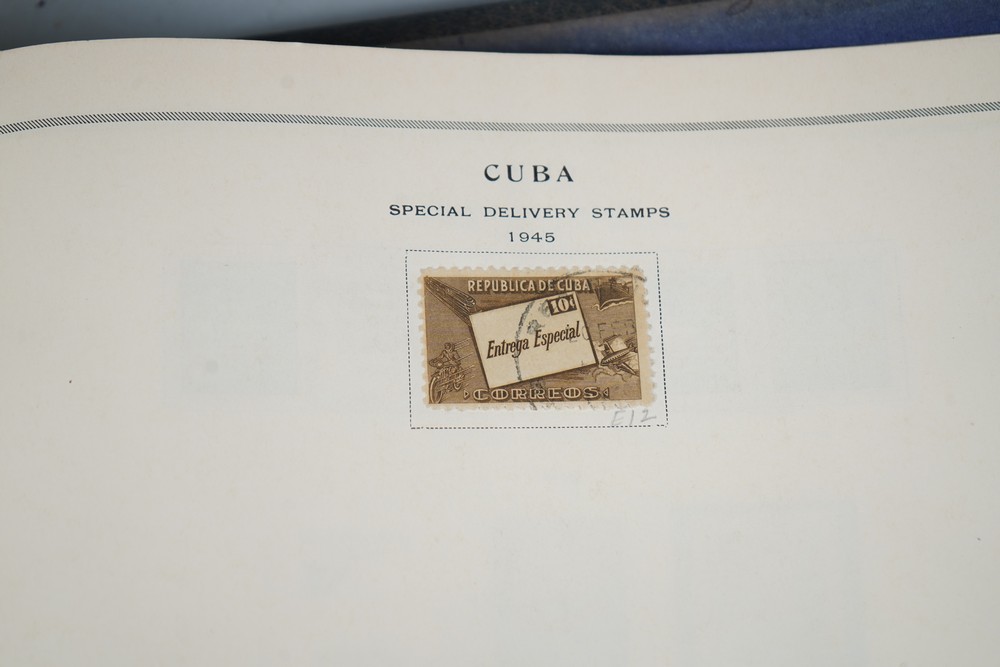 CUBA
SPECIAL DELIVERY STAMPS
1945
REPUBLICA DE CUBA
10¢
Entrega Especial
CORREOS
E12